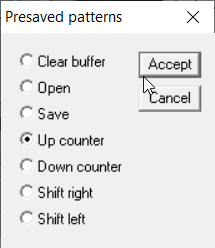 Presaved patterns
Clear buffer
Accept
Open
Cancel
Save
Up counter
Down counter
Shift right
Shift left